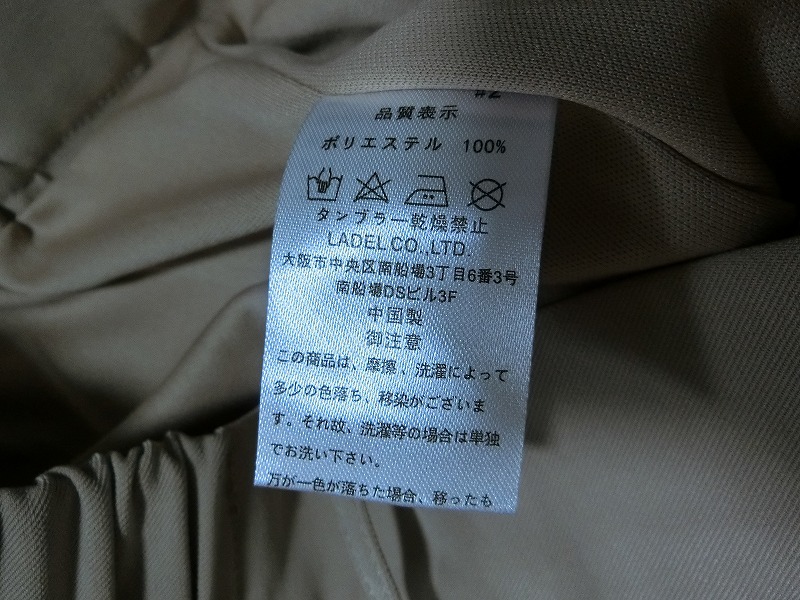 #2
品質表示
ポリエステル 100%
タンブラー乾燥禁止
LADEL CO.,LTD.
大阪市中央区南船場3丁目6番3号
南船場DSビル3F
中国製
御注意
この商品は、摩擦、洗濯によって
多少の色落ち、移染がございま
す。それ故、洗濯等の場合は単独
でお洗い下さい。
万が一色が落ちた場合、移ったも